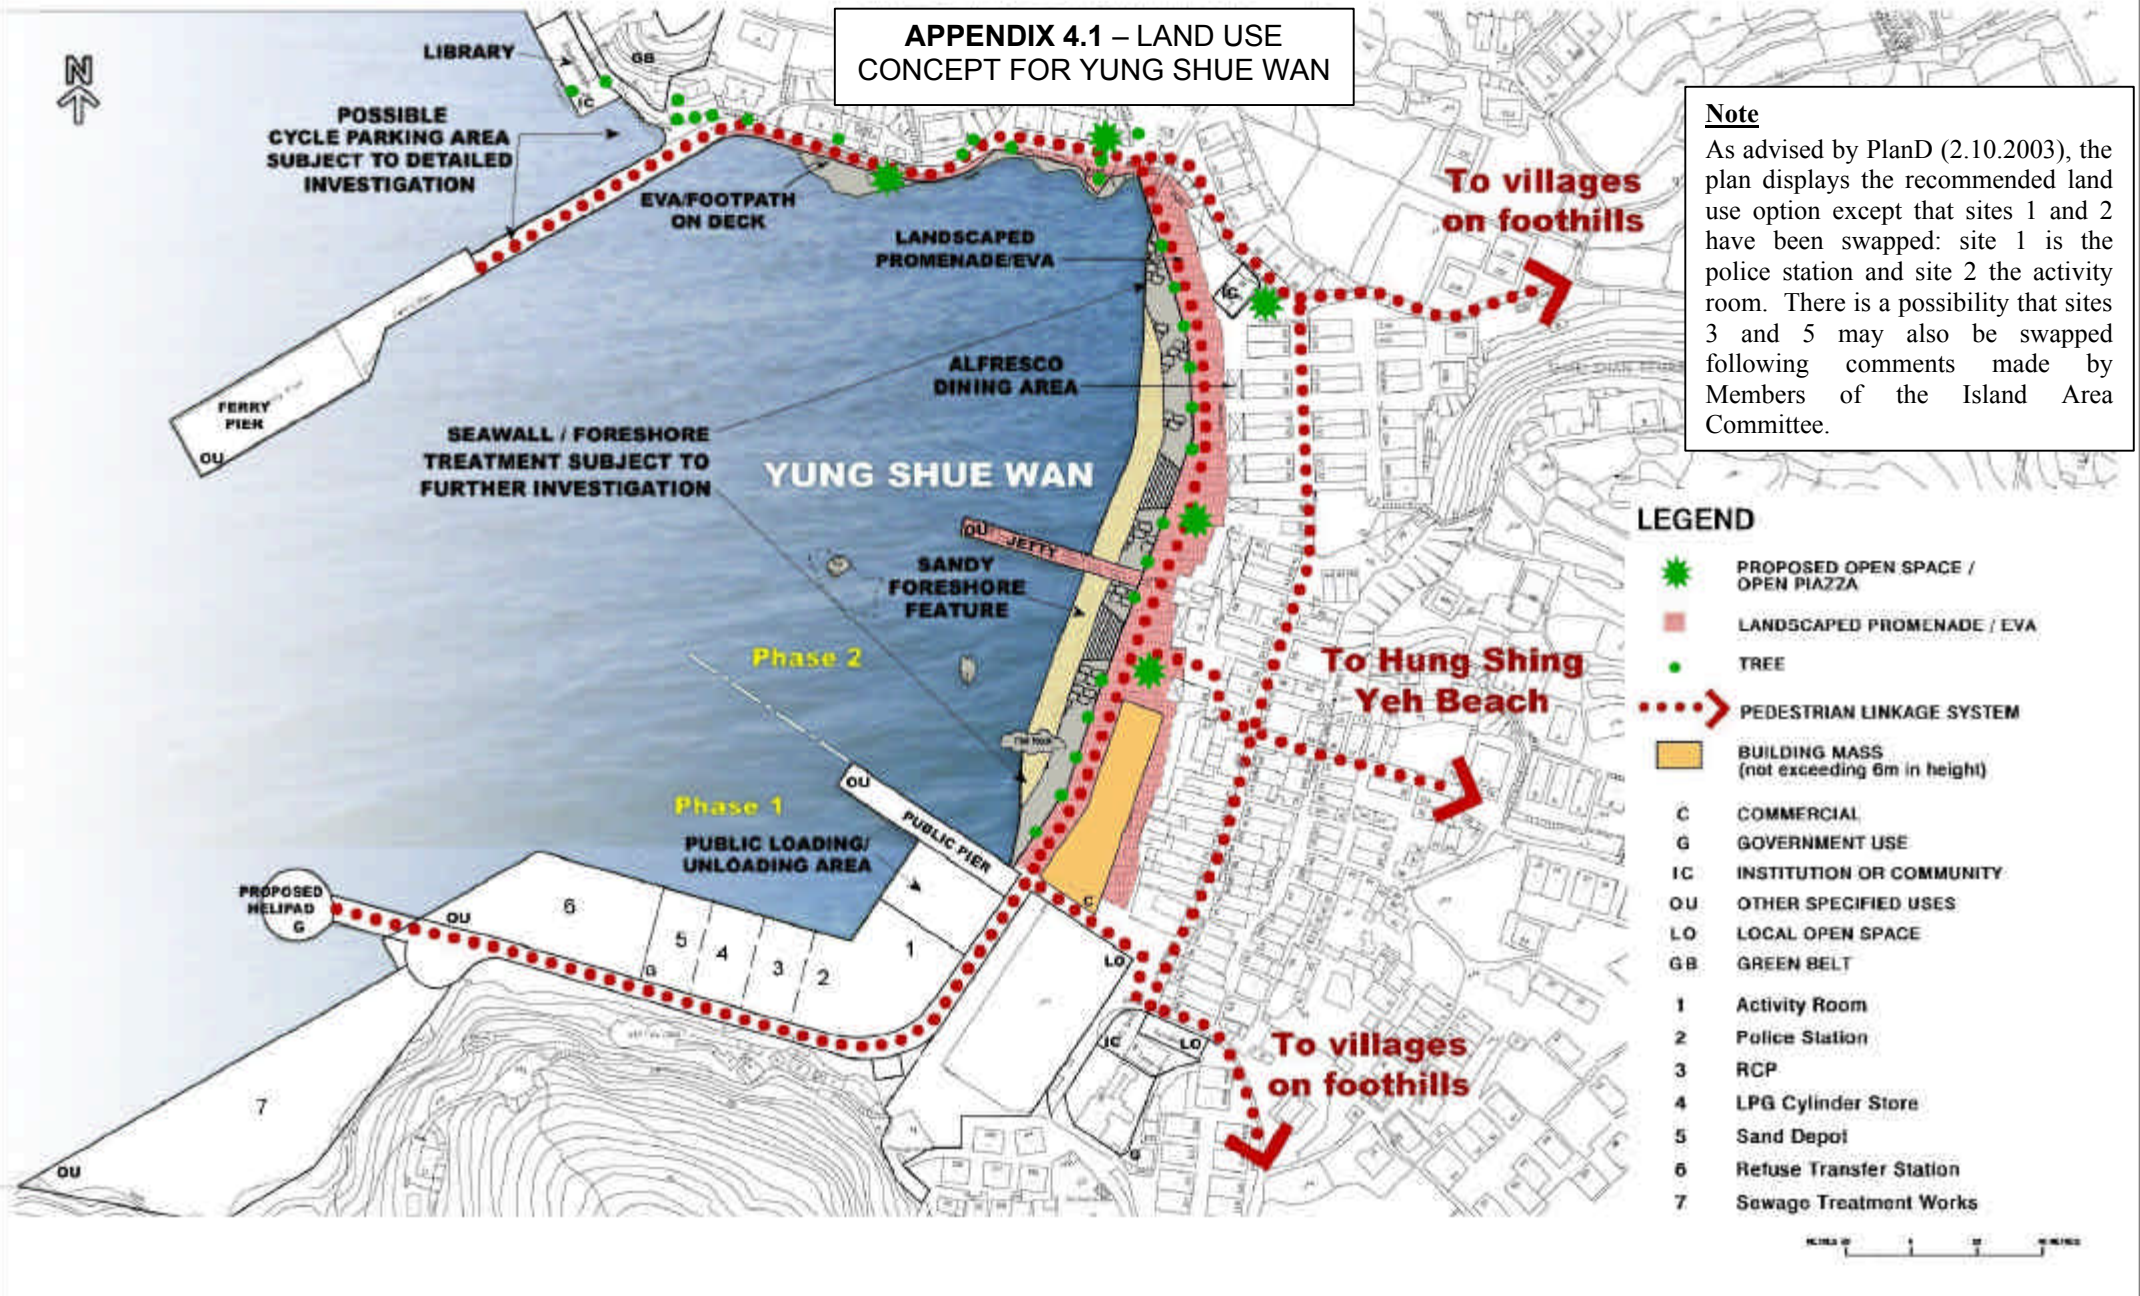 APPENDIX 4.1 – LAND USE
CONCEPT FOR YUNG SHUE WAN
N
LIBRARY
GB
IC
POSSIBLE
CYCLE PARKING AREA
SUBJECT TO DETAILED
INVESTIGATION
EVA/FOOTPATH
ON DECK
LANDSCAPED
PROMENADE/EVA
IC
To villages
on foothills
Note
As advised by PlanD (2.10.2003), the
plan displays the recommended land
use option except that sites 1 and 2
have been swapped: site 1 is the
police station and site 2 the activity
room. There is a possibility that sites
3 and 5 may also be swapped
following comments made by
Members of the Island Area
Committee.
ALFRESCO
DINING AREA
FERRY
PIER
OU
SEAWALL / FORESHORE
TREATMENT SUBJECT TO
FURTHER INVESTIGATION
YUNG SHUE WAN
OU JETTY
SANDY
FORESHORE
FEATURE
Phase 2
To Hung Shing
Yeh Beach
Phase 1
OU
PUBLIC PIER
PUBLIC LOADING/
UNLOADING AREA
PROPOSED
HELIPAD
G
OU
6
5
4
3
2
1
G
C
LO
IC
LO
G
To villages
on foothills
7
OU
LEGEND
PROPOSED OPEN SPACE /
OPEN PIAZZA
LANDSCAPED PROMENADE / EVA
TREE
PEDESTRIAN LINKAGE SYSTEM
BUILDING MASS
(not exceeding 6m in height)
C COMMERCIAL
G GOVERNMENT USE
IC INSTITUTION OR COMMUNITY
OU OTHER SPECIFIED USES
LO LOCAL OPEN SPACE
GB GREEN BELT
1 Activity Room
2 Police Station
3 RCP
4 LPG Cylinder Store
5 Sand Depot
6 Refuse Transfer Station
7 Sewage Treatment Works